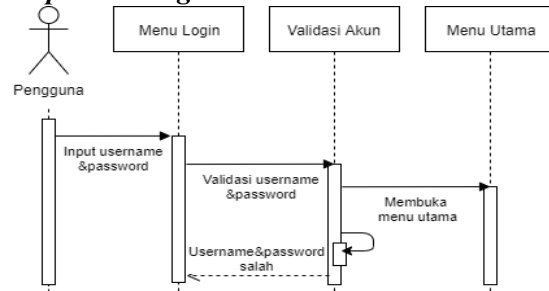 Menu Login
Validasi Akun
Menu Utama
Pengguna
Input username
&password
Validasi username
&password
Membuka
menu utama
Username&password
salah